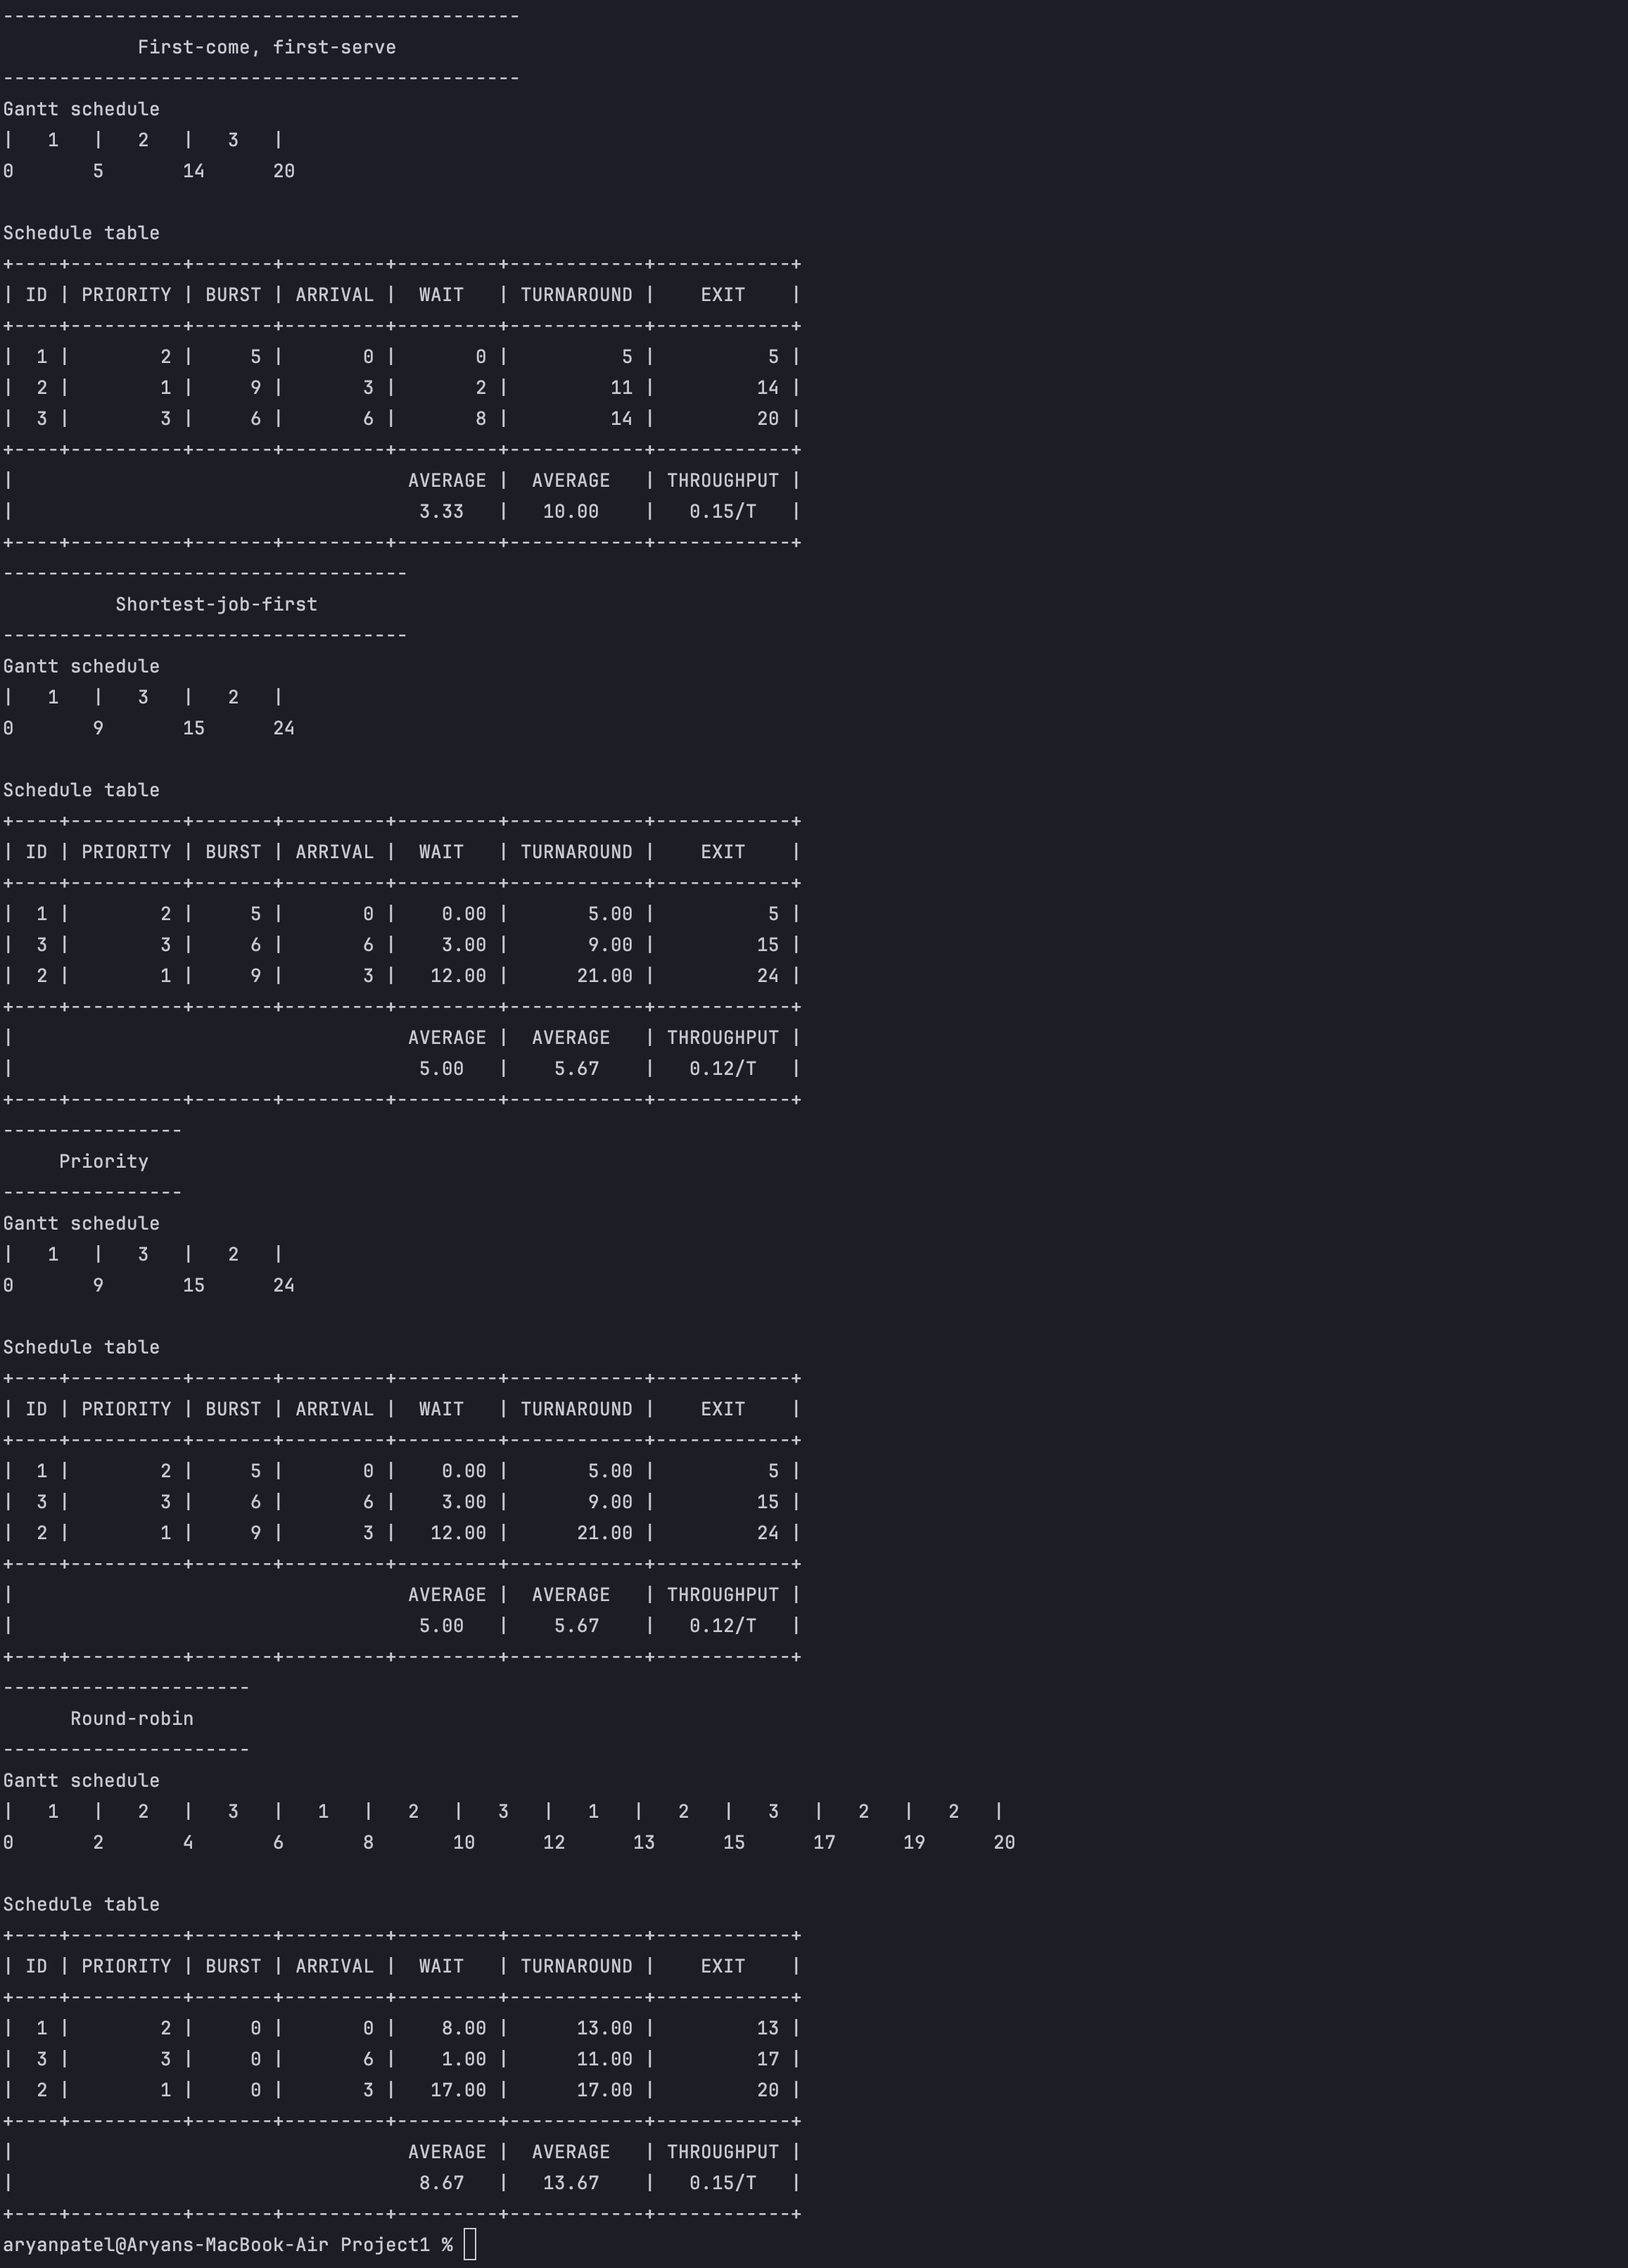 ----------------------------------------------
            First-come, first-serve
----------------------------------------------
Gantt schedule
|   1   |   2   |   3   |
0       5       14      20

Schedule table
+----+----------+-------+---------+---------+------------+------------+
| ID | PRIORITY | BURST | ARRIVAL |  WAIT   | TURNAROUND |    EXIT    |
+----+----------+-------+---------+---------+------------+------------+
|  1 |        2 |     5 |       0 |       0 |          5 |          5 |
|  2 |        1 |     9 |       3 |       2 |         11 |         14 |
|  3 |        3 |     6 |       6 |       8 |         14 |         20 |
+----+----------+-------+---------+---------+------------+------------+
|                                   AVERAGE |  AVERAGE   | THROUGHPUT |
|                                    3.33   |   10.00    |   0.15/T   |
+----+----------+-------+---------+---------+------------+------------+
------------------------------------
          Shortest-job-first
------------------------------------
Gantt schedule
|   1   |   3   |   2   |
0       9       15      24

Schedule table
+----+----------+-------+---------+---------+------------+------------+
| ID | PRIORITY | BURST | ARRIVAL |  WAIT   | TURNAROUND |    EXIT    |
+----+----------+-------+---------+---------+------------+------------+
|  1 |        2 |     5 |       0 |    0.00 |       5.00 |          5 |
|  3 |        3 |     6 |       6 |    3.00 |       9.00 |         15 |
|  2 |        1 |     9 |       3 |   12.00 |      21.00 |         24 |
+----+----------+-------+---------+---------+------------+------------+
|                                   AVERAGE |  AVERAGE   | THROUGHPUT |
|                                    5.00   |    5.67    |   0.12/T   |
+----+----------+-------+---------+---------+------------+------------+
----------------
     Priority
----------------
Gantt schedule
|   1   |   3   |   2   |
0       9       15      24

Schedule table
+----+----------+-------+---------+---------+------------+------------+
| ID | PRIORITY | BURST | ARRIVAL |  WAIT   | TURNAROUND |    EXIT    |
+----+----------+-------+---------+---------+------------+------------+
|  1 |        2 |     5 |       0 |    0.00 |       5.00 |          5 |
|  3 |        3 |     6 |       6 |    3.00 |       9.00 |         15 |
|  2 |        1 |     9 |       3 |   12.00 |      21.00 |         24 |
+----+----------+-------+---------+---------+------------+------------+
|                                   AVERAGE |  AVERAGE   | THROUGHPUT |
|                                    5.00   |    5.67    |   0.12/T   |
+----+----------+-------+---------+---------+------------+------------+
----------------------
      Round-robin
----------------------
Gantt schedule
|   1   |   2   |   3   |   1   |   2   |   3   |   1   |   2   |   3   |   2   |   2   |
0       2       4       6       8       10      12      13      15      17      19      20

Schedule table
+----+----------+-------+---------+---------+------------+------------+
| ID | PRIORITY | BURST | ARRIVAL |  WAIT   | TURNAROUND |    EXIT    |
+----+----------+-------+---------+---------+------------+------------+
|  1 |        2 |     0 |       0 |    8.00 |      13.00 |         13 |
|  3 |        3 |     0 |       6 |    1.00 |      11.00 |         17 |
|  2 |        1 |     0 |       3 |   17.00 |      17.00 |         20 |
+----+----------+-------+---------+---------+------------+------------+
|                                   AVERAGE |  AVERAGE   | THROUGHPUT |
|                                    8.67   |   13.67    |   0.15/T   |
+----+----------+-------+---------+---------+------------+------------+
aryanpatel@Aryans-MacBook-Air Project1 %